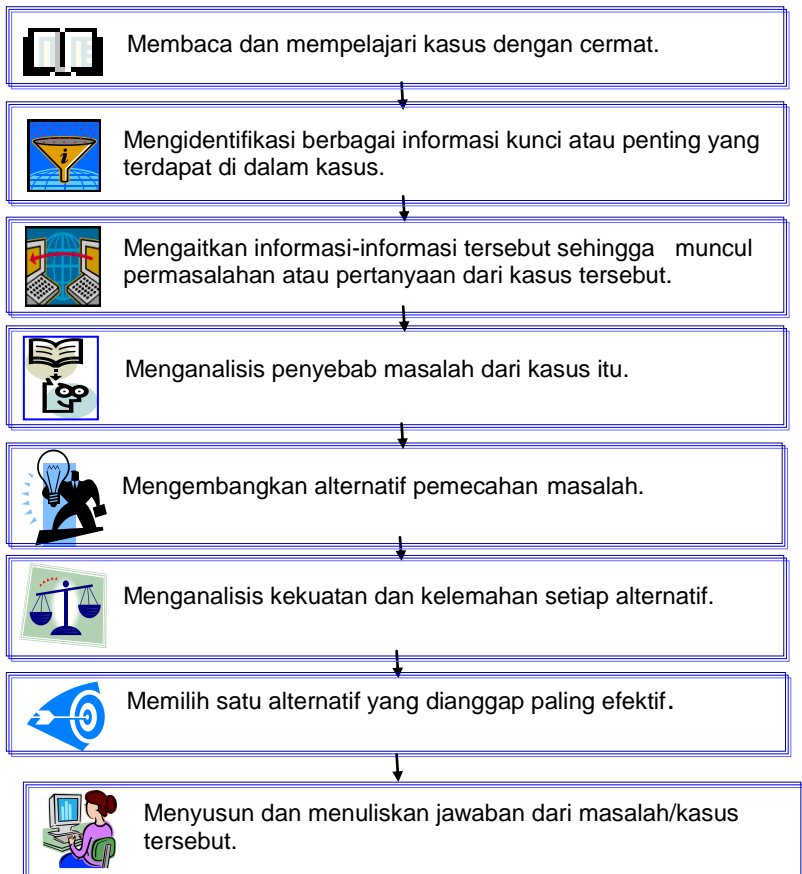 Membaca dan mempelajari kasus dengan cermat.
Mengidentifikasi berbagai informasi kunci atau penting yang
terdapat di dalam kasus.
Mengaitkan informasi-informasi tersebut sehingga muncul
permasalahan atau pertanyaan dari kasus tersebut.
Menganalisis penyebab masalah dari kasus itu.
Mengembangkan alternatif pemecahan masalah.
Menganalisis kekuatan dan kelemahan setiap alternatif.
Memilih satu alternatif yang dianggap paling efektif.
Menyusun dan menuliskan jawaban dari masalah/kasus
tersebut.